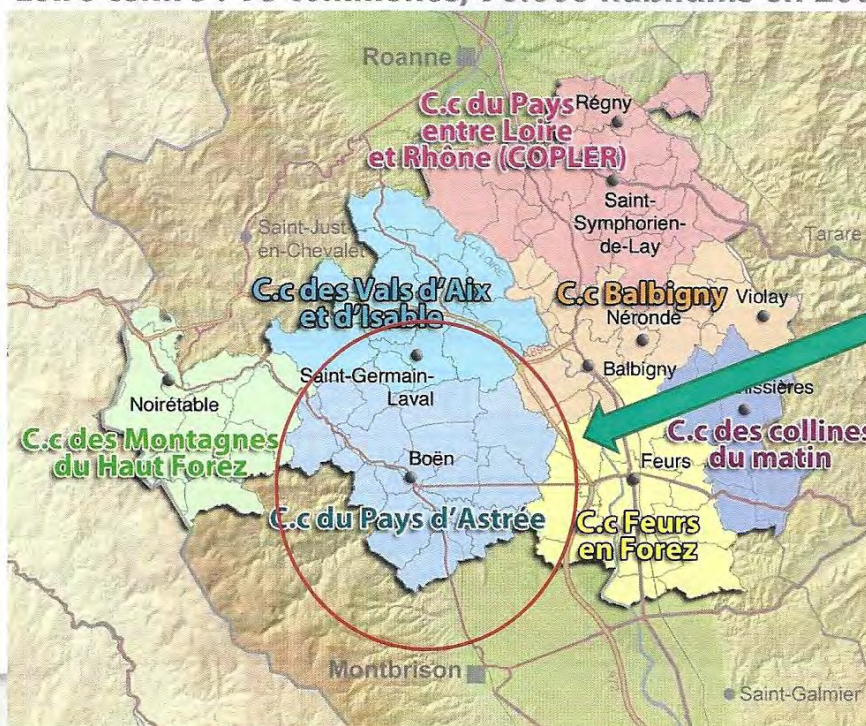 Roanne
C.c du Pays
entre Loire
et Rhône (COPLER)
Régny
Saint-
Symphorien-
de-Lay
Saint-Just
en-Chevalet
LA LOIRE
Tarare
C.c des Vals d'Aix
et d'Isable
C.c Balbigny
Violay
Néronde
Balbigny
Saint-Germain-
Laval
Noirétable
C.c des Montagnes
du Haut Forez
C.c des collines
du matin
Boën
Feurs
C.c du Pays d'Astrée
C.c Feurs
en Forez
Montbrison
Saint-Galmier